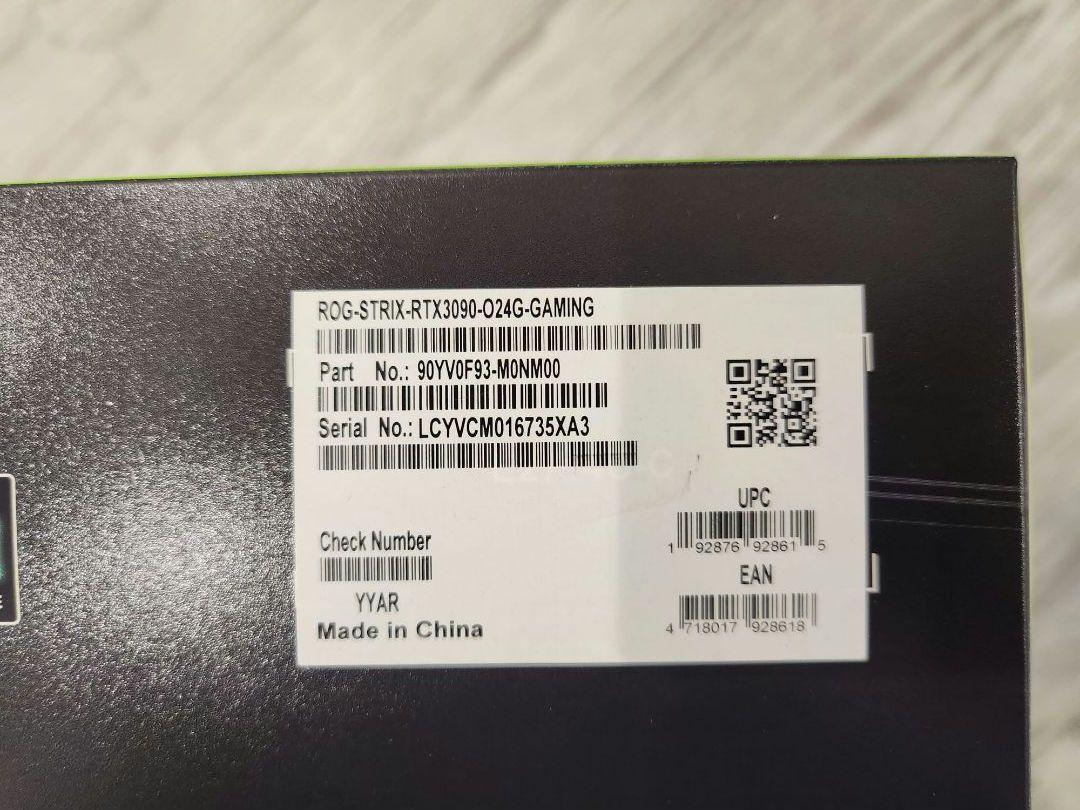 ROG-STRIX-RTX3090-O24G-GAMING
Part No.: 90YV0F93-M0NM00
Serial No.: LCYVCM016735XA3
UPC
1 92876 92861 5
Check Number
EAN
YYAR
4 718017 928618
Made in China